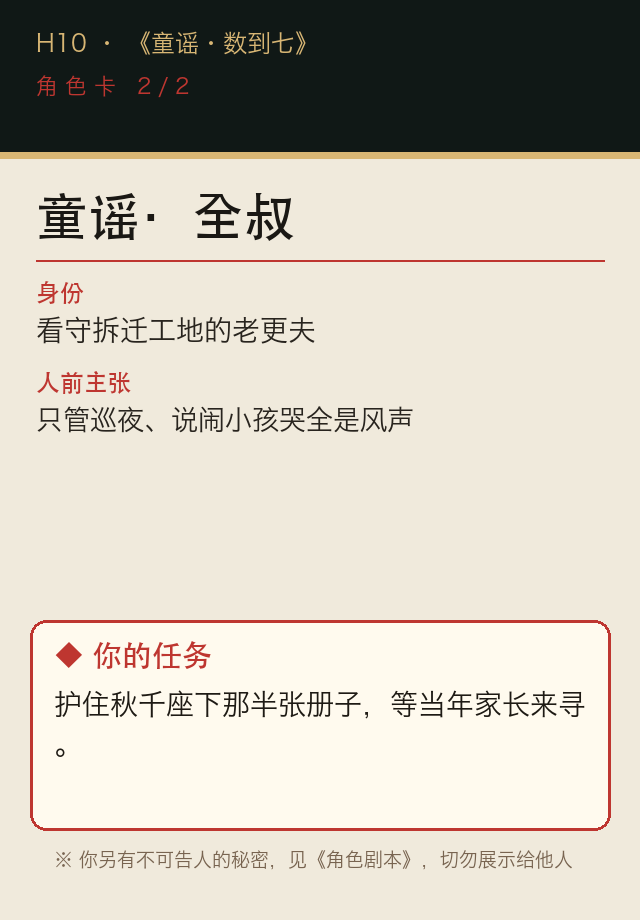 H10 · 《童谣·数到七》
角色卡 2/2
童谣· 全叔
身份
看守拆迁工地的老更夫
人前主张
只管巡夜、说闹小孩哭全是风声
◆ 你的任务
护住秋千座下那半张册子，等当年家长来寻
。
※ 你另有不可告人的秘密，见《角色剧本》，切勿展示给他人